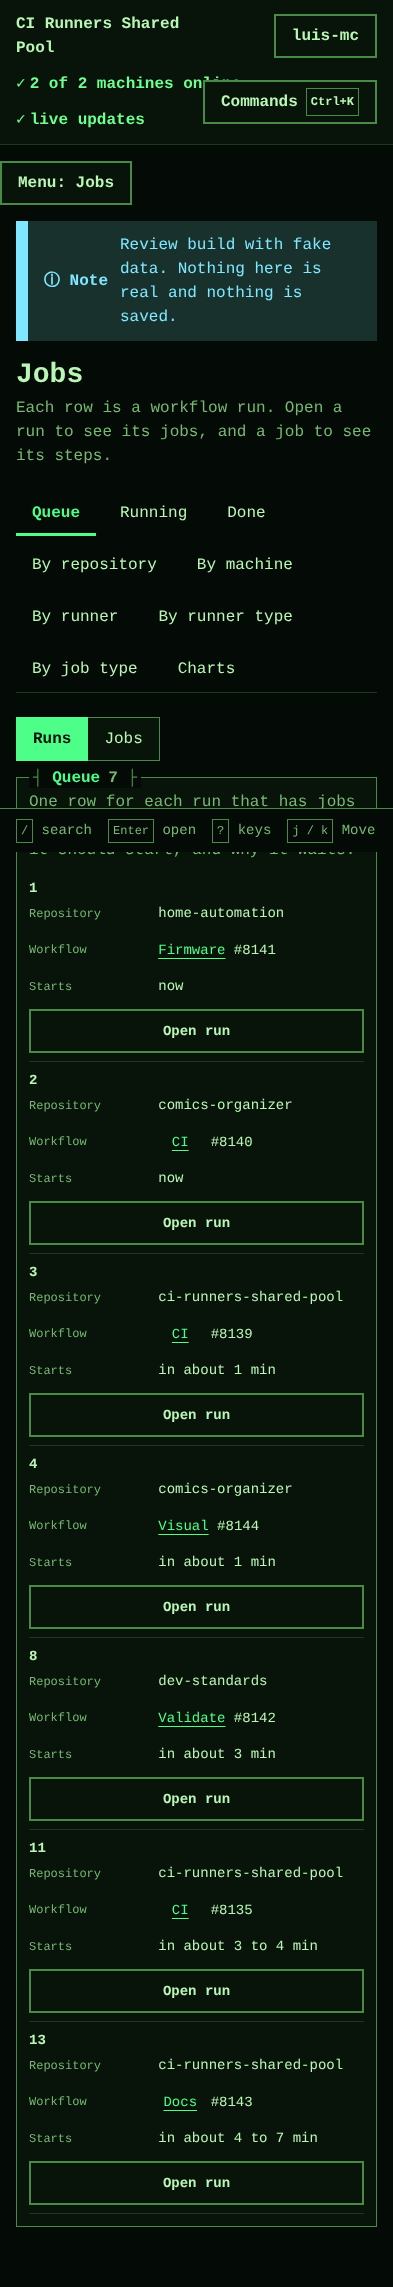 CI Runners Shared
Pool
luis-mc
✓ 2 of 2 machines
Commands Ctrl+K
✓ live updates
Menu: Jobs
ⓘ Note
Review build with fake
data. Nothing here is
real and nothing is
saved.
Jobs
Each row is a workflow run. Open a
run to see its jobs, and a job to see
its steps.
Queue Running Done
By repository By machine
By runner By runner type
By job type Charts
Runs Jobs
Queue 7
One row for each run that has jobs
/ search Enter open ? keys j / k Move
it should start, and why it waits.
1
Repository home-automation
Workflow Firmware #8141
Starts now
Open run
2
Repository comics-organizer
Workflow CI #8140
Starts now
Open run
3
Repository ci-runners-shared-pool
Workflow CI #8139
Starts in about 1 min
Open run
4
Repository comics-organizer
Workflow Visual #8144
Starts in about 1 min
Open run
8
Repository dev-standards
Workflow Validate #8142
Starts in about 3 min
Open run
11
Repository ci-runners-shared-pool
Workflow CI #8135
Starts in about 3 to 4 min
Open run
13
Repository ci-runners-shared-pool
Workflow Docs #8143
Starts in about 4 to 7 min
Open run